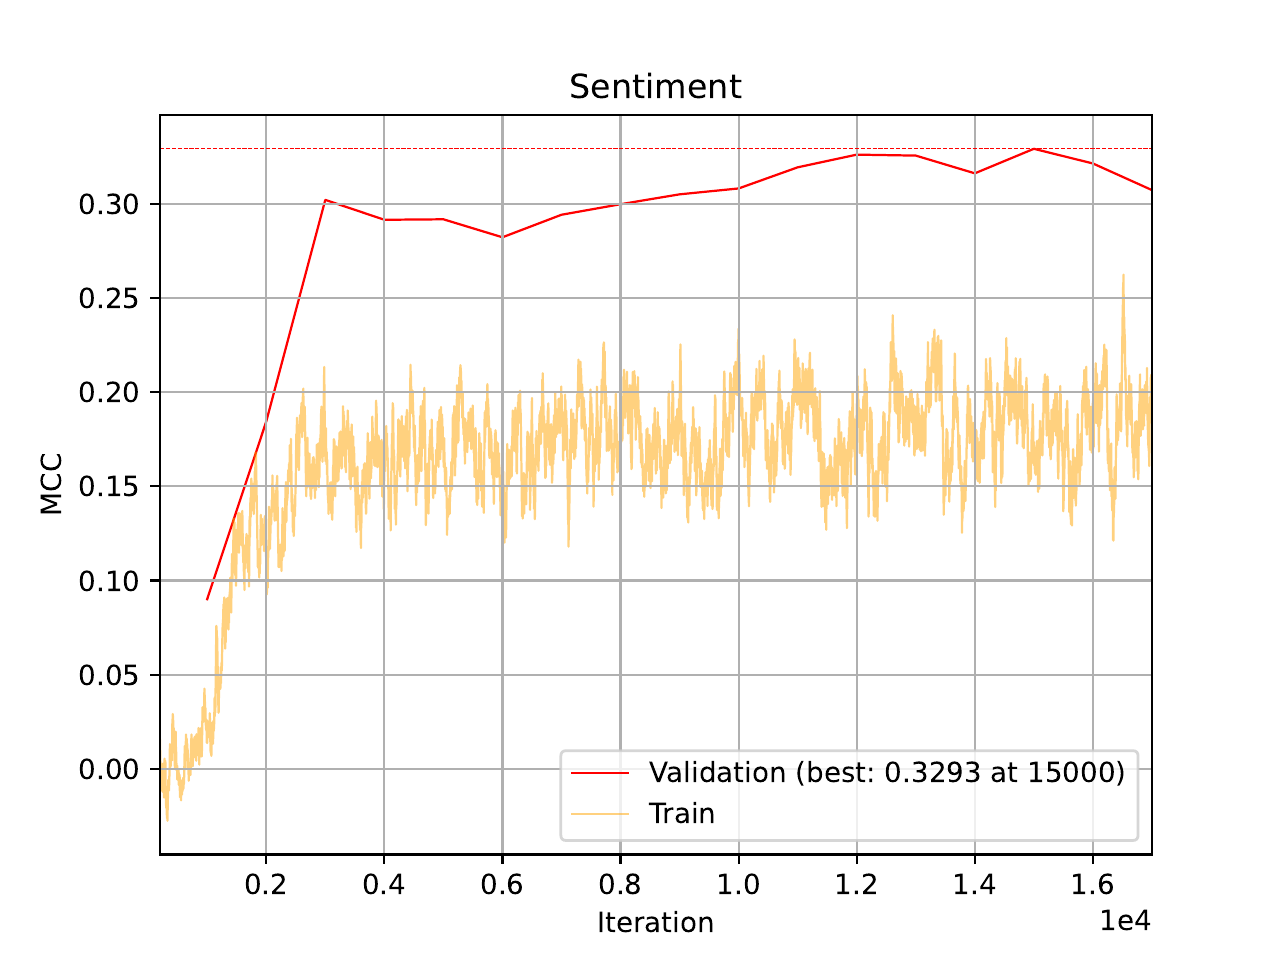 Sentiment
MCC
0.30
0.25
0.20
0.15
0.10
0.05
0.00
Validation (best: 0.3293 at 15000)
Train
0.2 0.4 0.6 0.8 1.0 1.2 1.4 1.6
1e4
Iteration